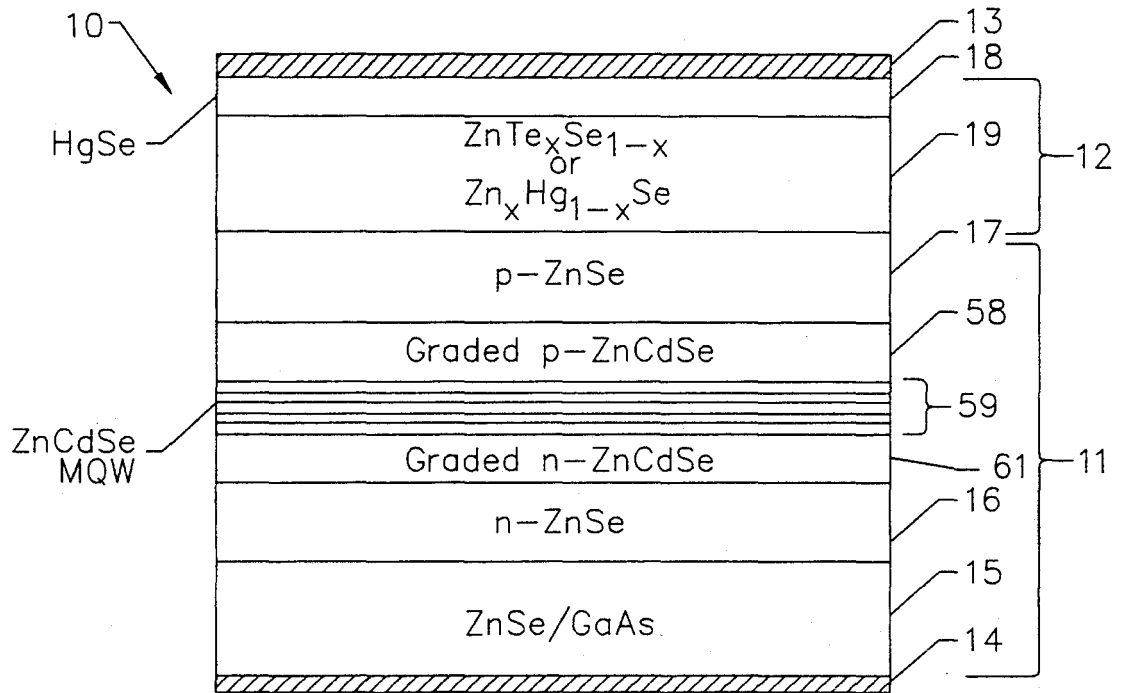 10
13
18
HgSe
ZnTexSe1-x
or
ZnxHg1-xSe
19
12
17
p-ZnSe
58
Graded p-ZnCdSe
59
ZnCdSe
MQW
Graded n-ZnCdSe
61
11
16
n-ZnSe
15
ZnSe/GaAs
14